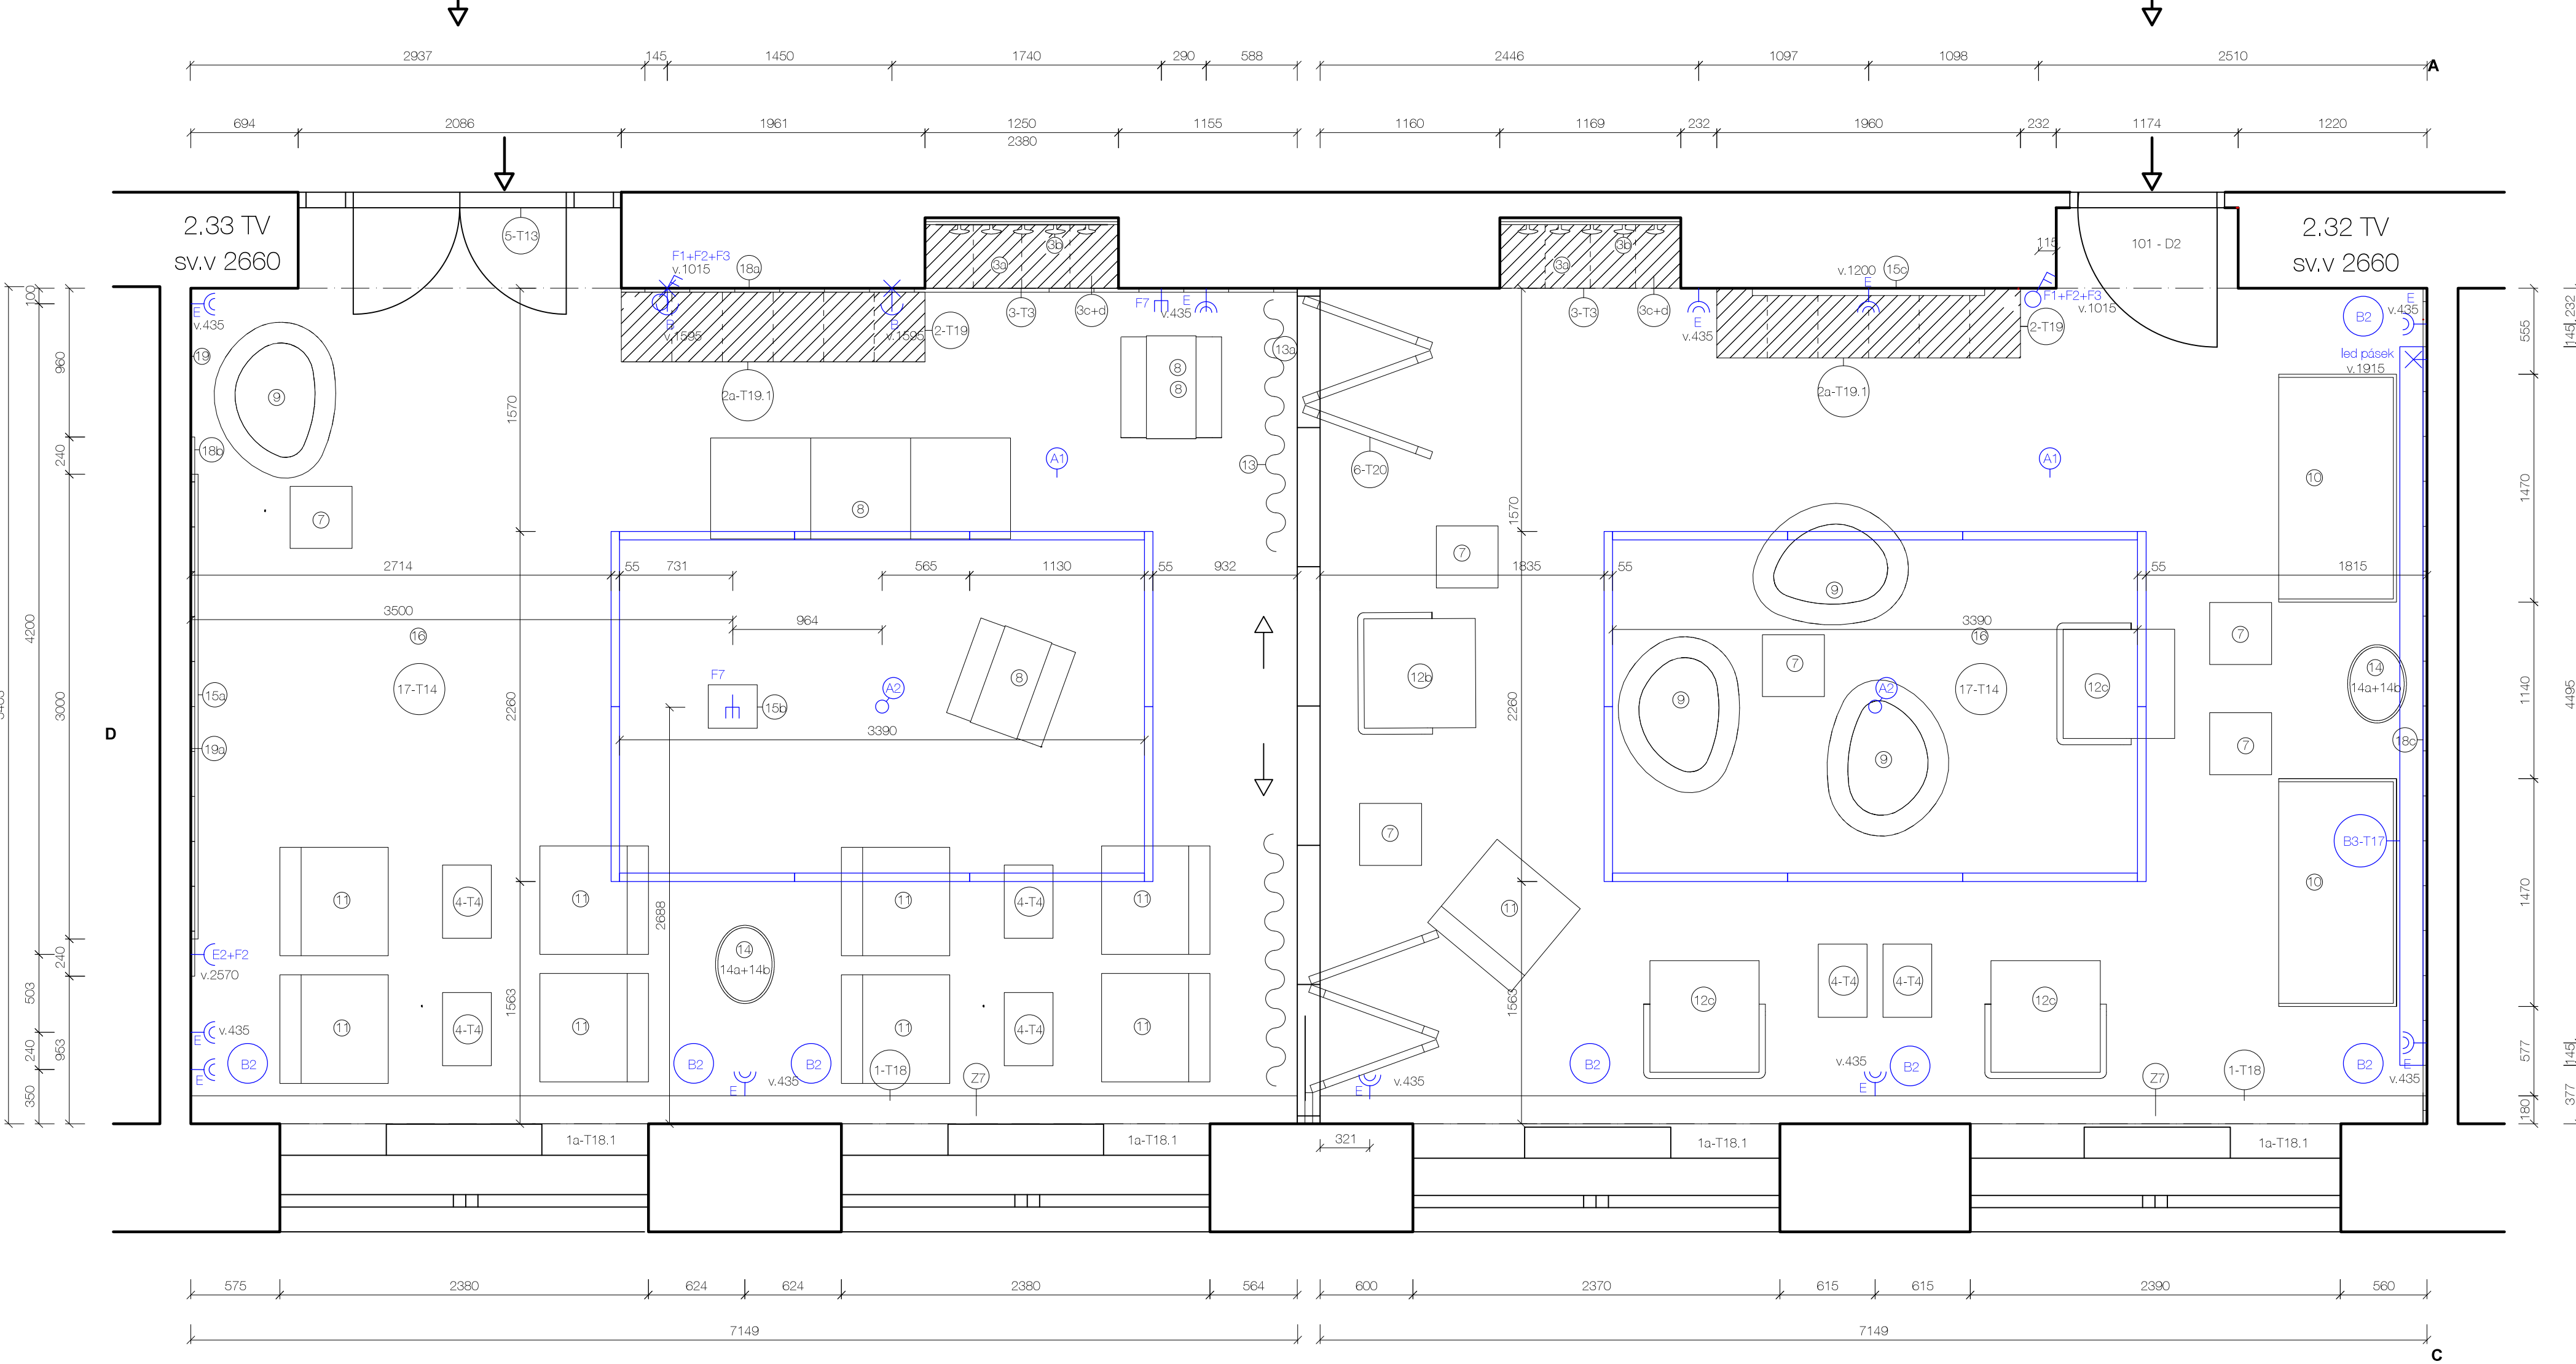 2937 145 1450 1740 290 588 2446 1097 1098 2510 A
694 2086 1961 1250 1155 1160 1169 232 1960 232 1174 1220
2380
2.33 TV
sv.v 2660
5-T13
F1+F2+F3
v.1015
18a
3a
3b
3-T3
3c+d
3a
3b
3-T3
3c+d
v.1200
15c
E
115
101 - D2
F1+F2+F3
v.1015
2.32 TV
sv.v 2660
100
E
v.435
19
B
v.1595
B
v.1595
2-T19
2a-T19.1
F7
E
v.435
13a
8
8
E
v.435
2a-T19.1
2-T19
B2
E
v.435
led pásek
v.1915
232
145
555
960
9
1570
18b
240
7
8
A1
13
6-T20
A1
10
1470
1570
7
9
2714 55 731 565 1130 55 932 1835 55 55 1815
3500
964
3390
4200
16
17-T14
15a
19a
3000
2260
F7
15b
A2
8
3390
D
12b
2260
9
7
A2
9
16
17-T14
12c
7
7
14
14a+14b
18c
1140
4495
7
B3-T17
10
1470
11
4-T4
11
11
4-T4
11
11
2688
14
14a+14b
E2+F2
v.2570
240
503
1563
1563
4-T4
4-T4
12c
12c
11
4-T4
11
11
4-T4
11
E
v.435
240
953
E
B2
B2
B2
E
v.435
1-T18
Z7
E
v.435
B2
v.435
E
B2
Z7
1-T18
B2
E
v.435
577
145
350
377
180
1a-T18.1
1a-T18.1
321
1a-T18.1
1a-T18.1
575 2380 624 624 2380 564 600 2370 615 615 2390 560
7149 7149
C